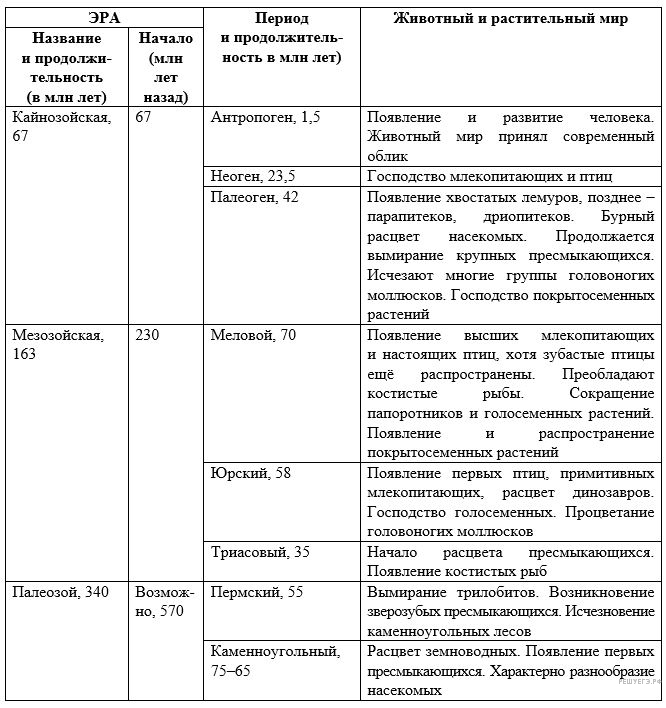 ЭРА
Период
и продолжитель-
ность в млн лет)
Животный и растительный мир
Название
и продолжи-
тельность
(в млн лет)
Начало
(млн
лет
назад)
Кайнозойская,
67
67
Антропоген, 1,5
Появление и развитие человека.
Животный мир принял современный
облик
Неоген, 23,5
Господство млекопитающих и птиц
Палеоген, 42
Появление хвостатых лемуров, позднее –
парапитеков, дриопитеков. Бурный
расцвет насекомых. Продолжается
вымирание крупных пресмыкающихся.
Исчезают многие группы головоногих
моллюсков. Господство покрытосеменных
растений
Мезозойская,
163
230
Меловой, 70
Появление высших млекопитающих
и настоящих птиц, хотя зубастые птицы
ещё распространены. Преобладают
костистые рыбы. Сокращение
папоротников и голосеменных растений.
Появление и распространение
покрытосеменных растений
Юрский, 58
Появление первых птиц, примитивных
млекопитающих, расцвет динозавров.
Господство голосеменных. Процветание
головоногих моллюсков
Триасовый, 35
Начало расцвета пресмыкающихся.
Появление костистых рыб
Палеозой, 340
Возмож-
но, 570
Пермский, 55
Вымирание трилобитов. Возникновение
зверозубых пресмыкающихся. Исчезновение
каменноугольных лесов
Каменноугольный,
75–65
Расцвет земноводных. Появление первых
пресмыкающихся. Характерно разнообразие
насекомых
РЕШУЕГЭ.РФ